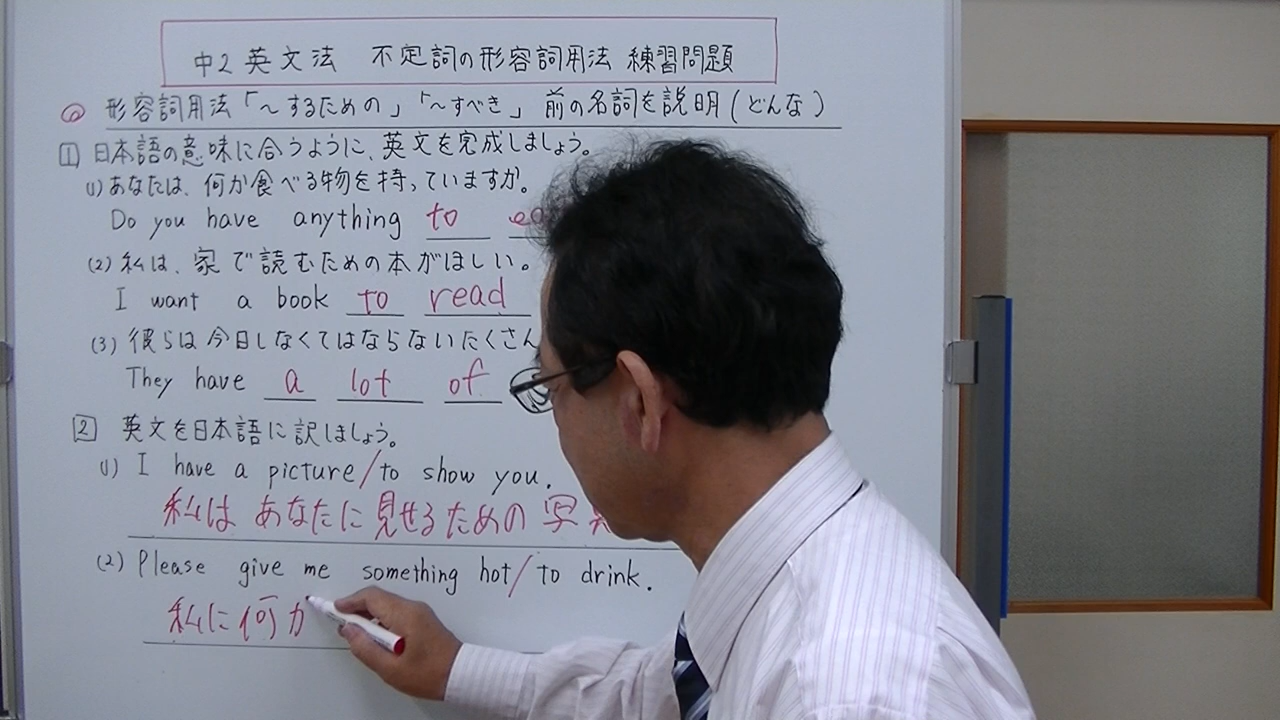 中2 英文法 不定詞の形容詞用法 練習問題
◎ 形容詞用法「〜するための」「〜すべき」 前の名詞を説明(どんな)
1 日本語の意味に合うように、英文を完成しましょう。
(1) あなたは、何か食べる物を持っていますか。
Do you have anything to
(2) 私は、家で読むための本がほしい。
I want a book to read
(3) 彼らは今日しなくてはならないたくさん
They have a lot of
2 英文を日本語に訳しましょう。
(1) I have a picture/to show you.
私は あなたに見せるための 写
(2) Please give me something hot/to drink.
私に何か